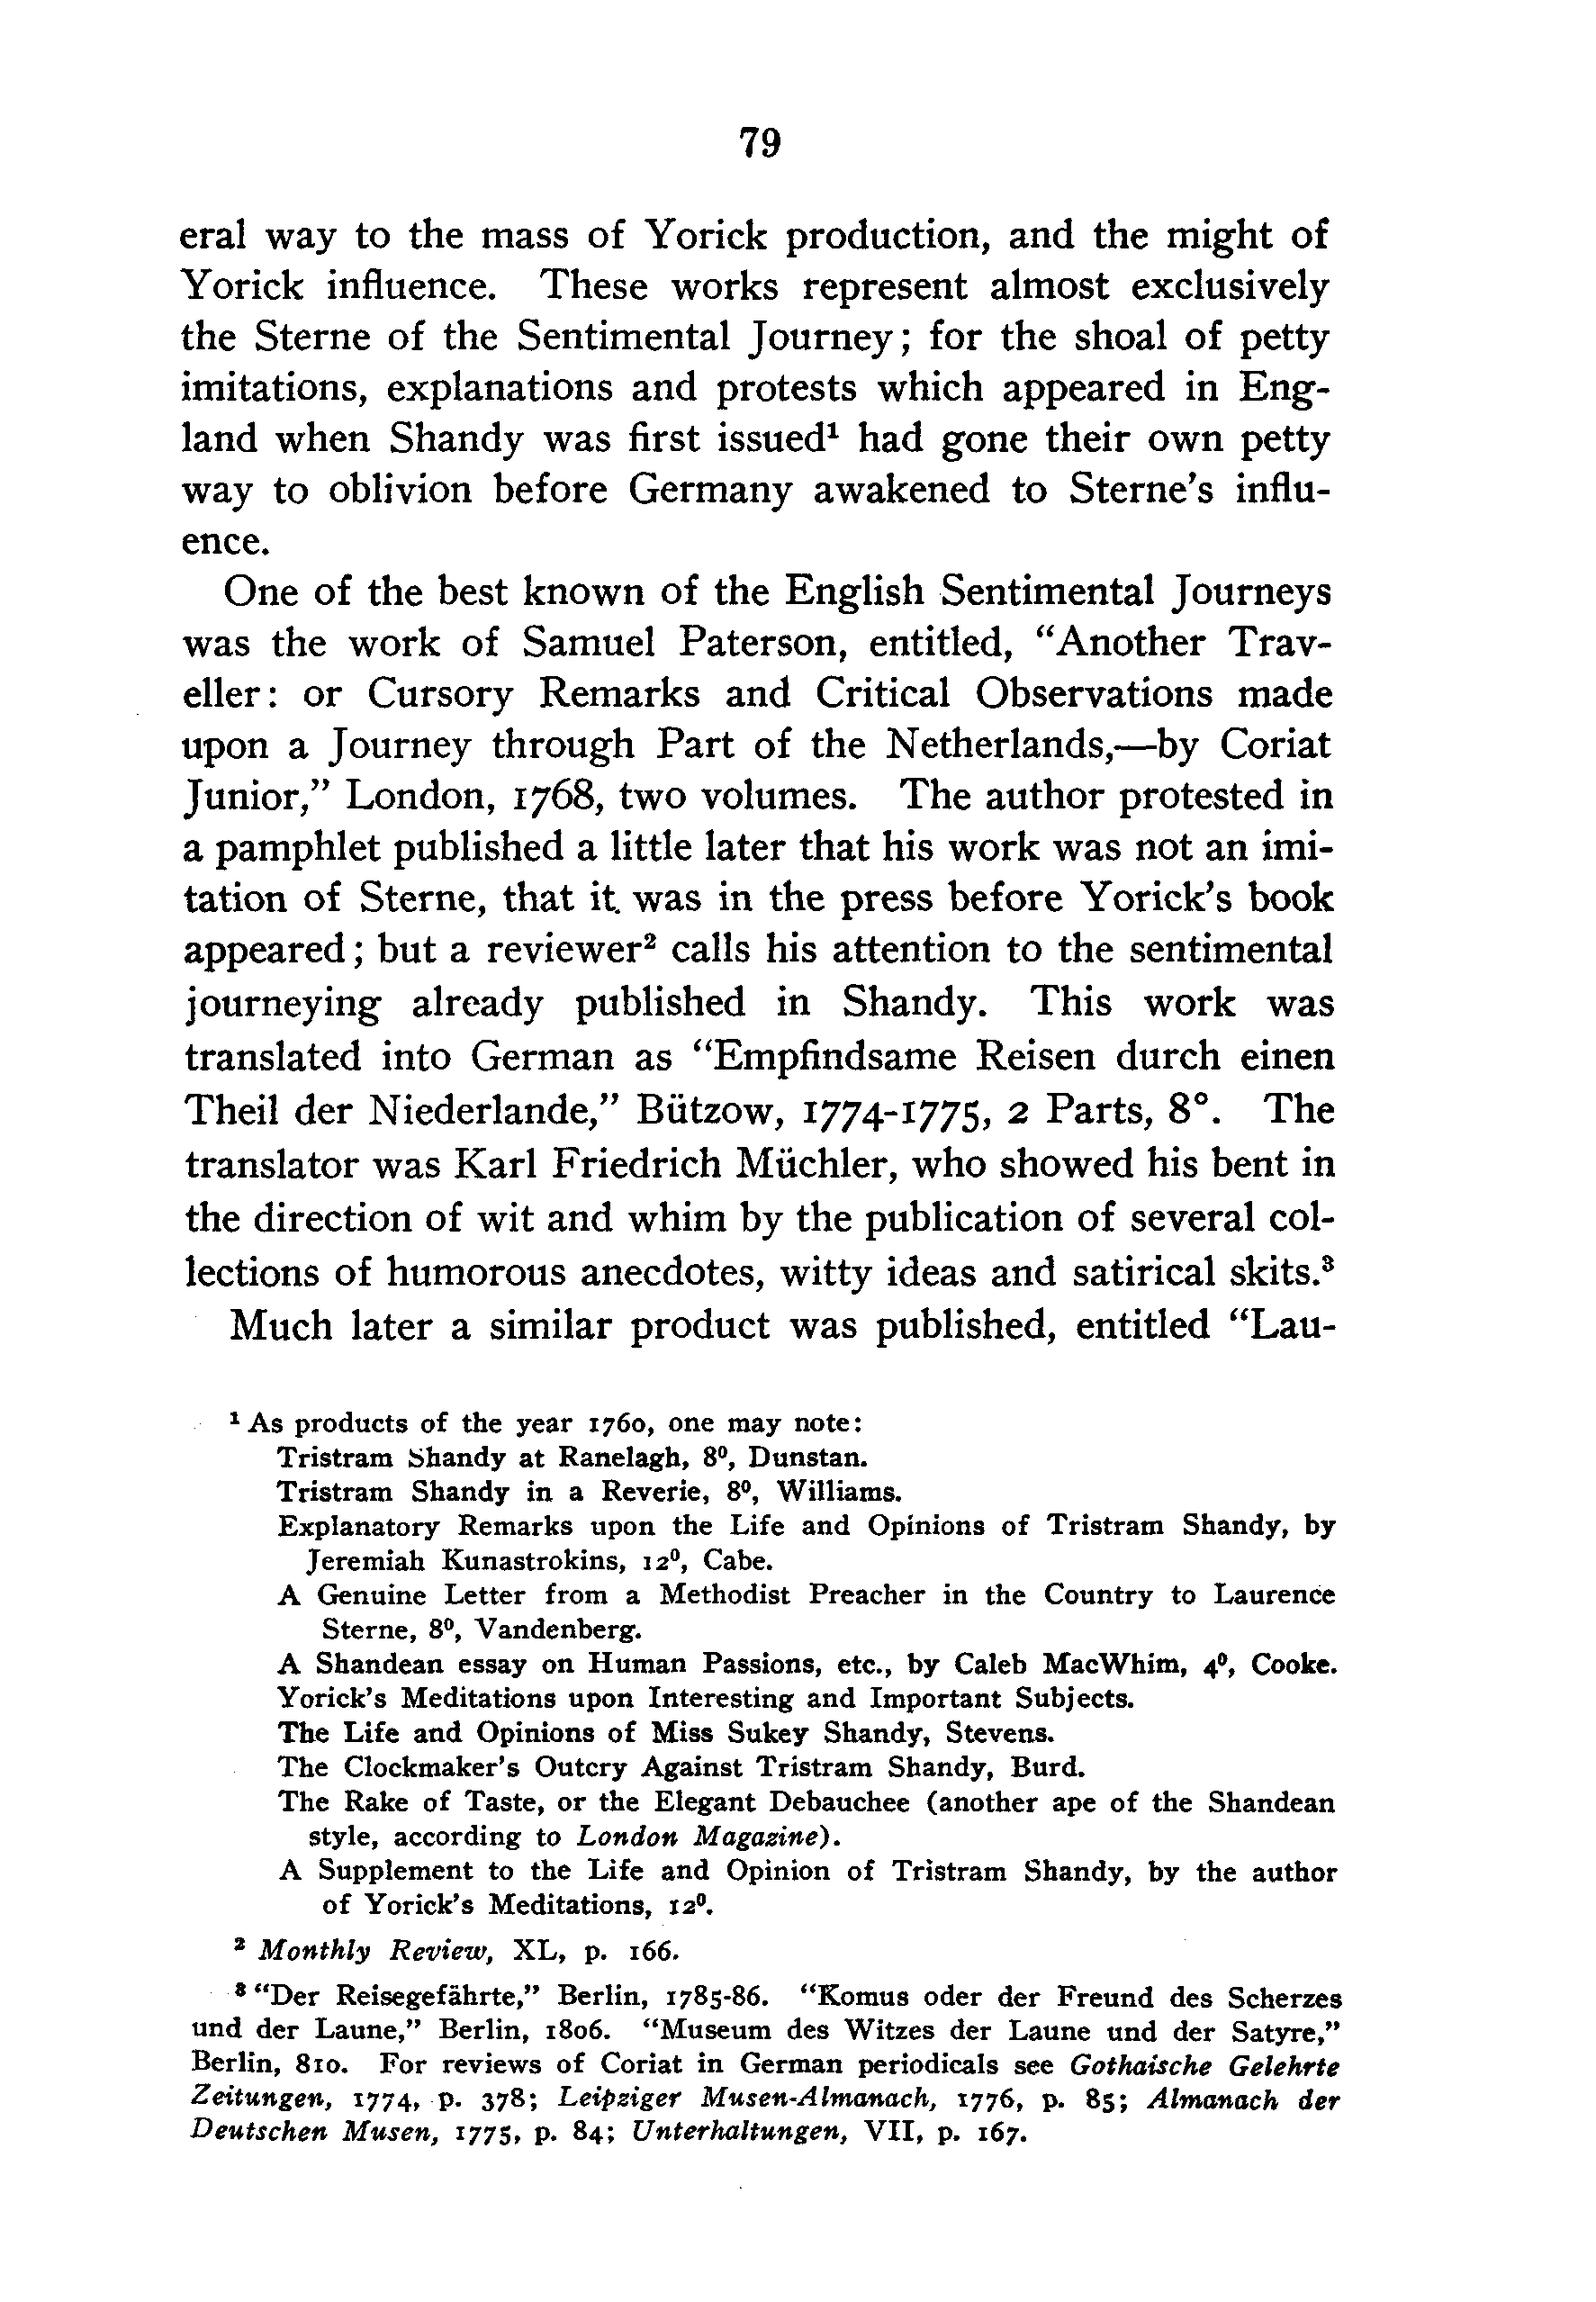 79
eral way to the mass of Yorick production, and the might of
Yorick influence. These works represent almost exclusively
the Sterne of the Sentimental Journey; for the shoal of petty
imitations, explanations and protests which appeared in Eng-
land when Shandy was first issued¹ had gone their own petty
way to oblivion before Germany awakened to Sterne's influ-
ence.
One of the best known of the English Sentimental Journeys
was the work of Samuel Paterson, entitled, “Another Trav-
eller: or Cursory Remarks and Critical Observations made
upon a Journey through Part of the Netherlands,—by Coriat
Junior,” London, 1768, two volumes. The author protested in
a pamphlet published a little later that his work was not an imi-
tation of Sterne, that it was in the press before Yorick's book
appeared; but a reviewer² calls his attention to the sentimental
journeying already published in Shandy. This work was
translated into German as “Empfindsame Reisen durch einen
Theil der Niederlande,” Bützow, 1774-1775, 2 Parts, 8°. The
translator was Karl Friedrich Müchler, who showed his bent in
the direction of wit and whim by the publication of several col-
lections of humorous anecdotes, witty ideas and satirical skits.³
Much later a similar product was published, entitled “Lau-
¹ As products of the year 1760, one may note:
Tristram Shandy at Ranelagh, 8⁰, Dunstan.
Tristram Shandy in a Reverie, 8⁰, Williams.
Explanatory Remarks upon the Life and Opinions of Tristram Shandy, by
Jeremiah Kunastrokins, 12⁰, Cabe.
A Genuine Letter from a Methodist Preacher in the Country to Laurence
Sterne, 8⁰, Vandenberg.
A Shandean essay on Human Passions, etc., by Caleb MacWhim, 4⁰, Cooke.
Yorick's Meditations upon Interesting and Important Subjects.
The Life and Opinions of Miss Sukey Shandy, Stevens.
The Clockmaker's Outcry Against Tristram Shandy, Burd.
The Rake of Taste, or the Elegant Debauchee (another ape of the Shandean
style, according to London Magazine).
A Supplement to the Life and Opinion of Tristram Shandy, by the author
of Yorick's Meditations, 12⁰.
² Monthly Review, XL, p. 166.
³ “Der Reisegefährte,” Berlin, 1785-86. “Komus oder der Freund des Scherzes
und der Laune,” Berlin, 1806. “Museum des Witzes der Laune und der Satyre,”
Berlin, 810. For reviews of Coriat in German periodicals see Gothaische Gelehrte
Zeitungen, 1774, p. 378; Leipziger Musen-Almanach, 1776, p. 85; Almanach der
Deutschen Musen, 1775, p. 84; Unterhaltungen, VII, p. 167.